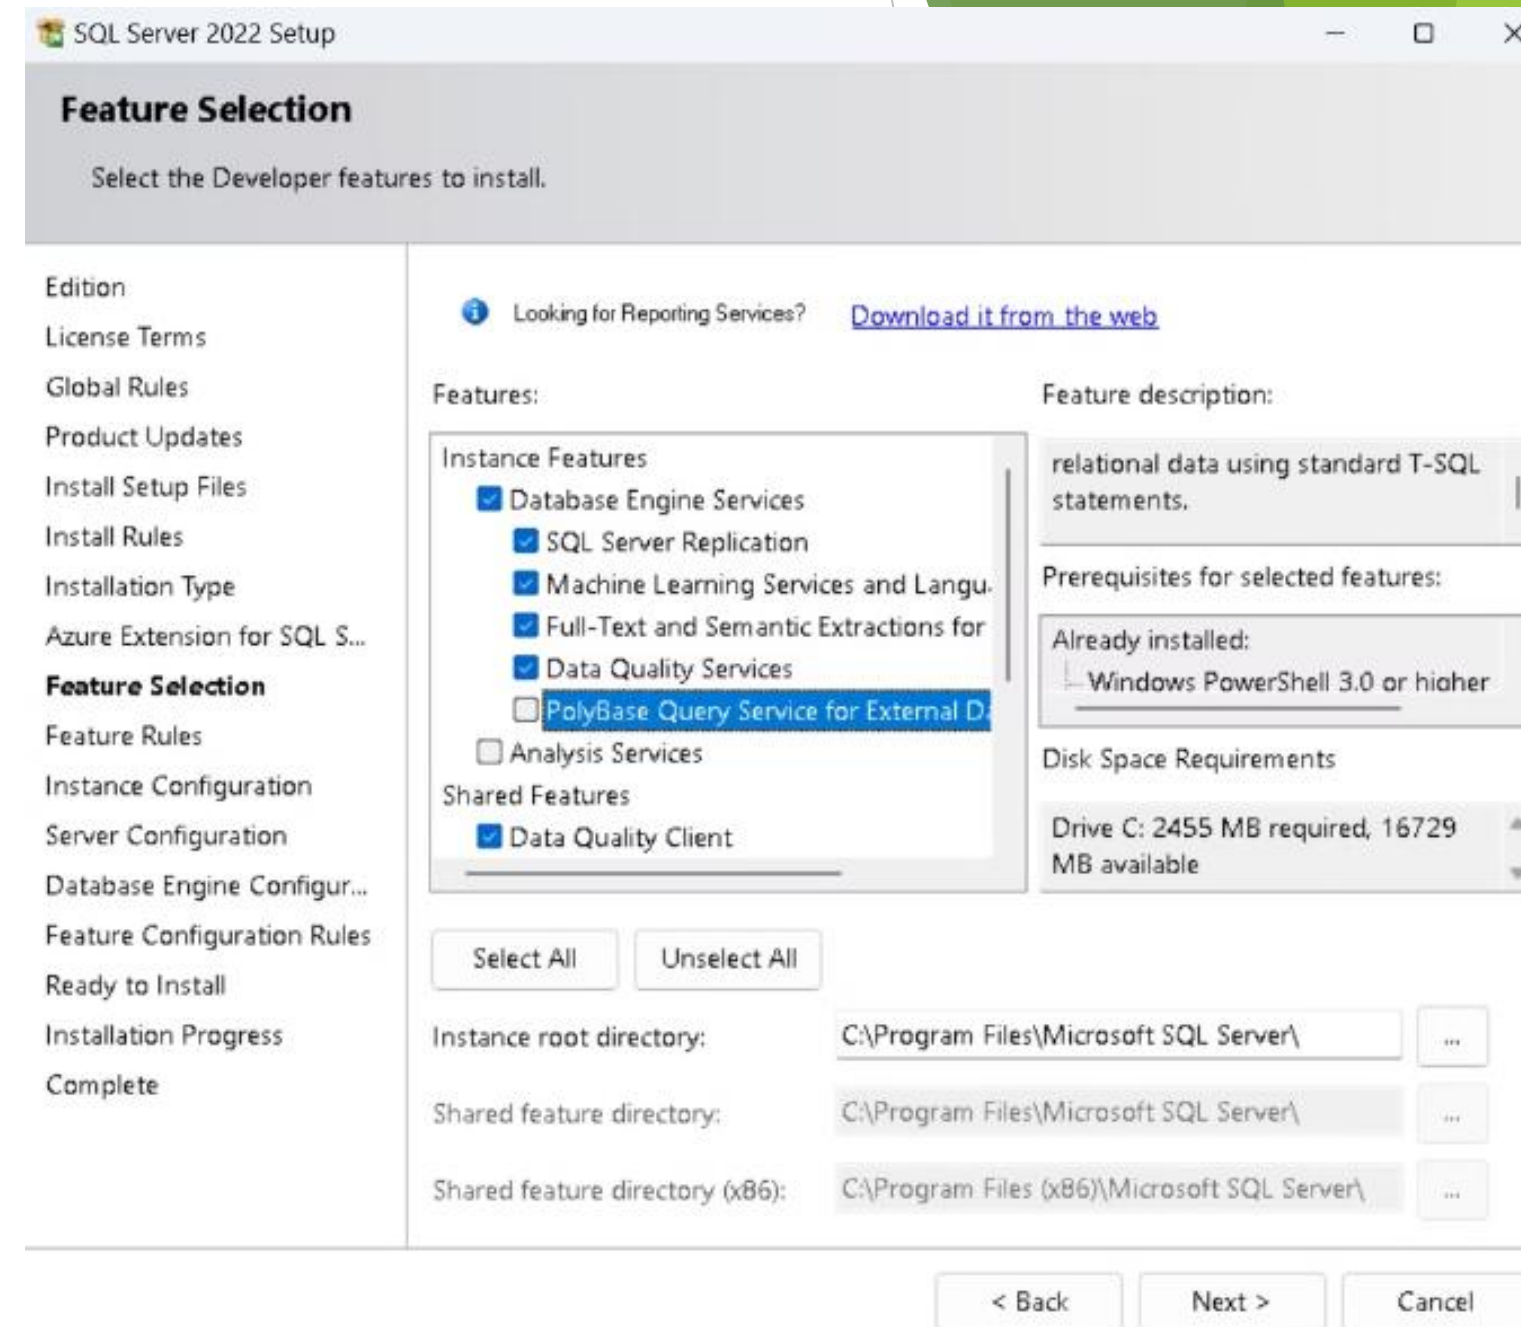 SQL Server 2022 Setup
Feature Selection
Select the Developer features to install.
Edition
License Terms
Global Rules
Product Updates
Install Setup Files
Install Rules
Installation Type
Azure Extension for SQL S...
Feature Selection
Feature Rules
Instance Configuration
Server Configuration
Database Engine Configur...
Feature Configuration Rules
Ready to Install
Installation Progress
Complete
Looking for Reporting Services? Download it from the web
Features:
Instance Features
Database Engine Services
SQL Server Replication
Machine Learning Services and Langu
Full-Text and Semantic Extractions for
Data Quality Services
PolyBase Query Service for External Da
Analysis Services
Shared Features
Data Quality Client
Feature description:
relational data using standard T-SQL
statements.
Prerequisites for selected features:
Already installed:
Windows PowerShell 3.0 or higher
Disk Space Requirements
Drive C: 2455 MB required, 16729
MB available
Select All
Unselect All
Instance root directory: C:\Program Files\Microsoft SQL Server\ ...
Shared feature directory: C:\Program Files\Microsoft SQL Server\ ...
Shared feature directory (x86): C:\Program Files (x86)\Microsoft SQL Server\ ...
< Back
Next >
Cancel